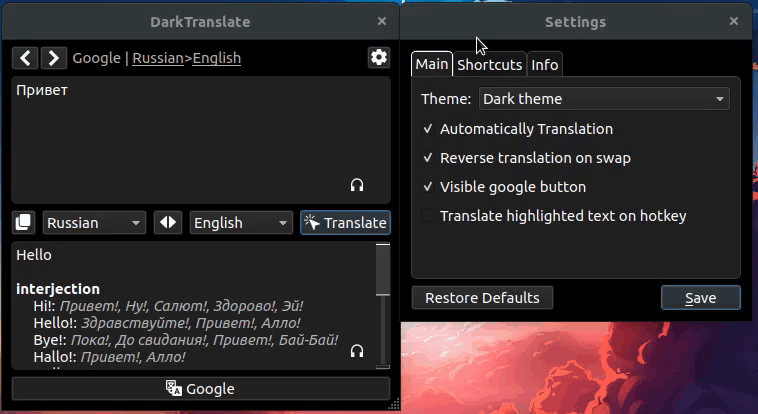 DarkTranslate
Google | Russian>English
Привет
Russian
English
Translate
Hello
interjection
Hi!: Привет!, Ну!, Салют!, Здорово!, Эй!
Hello!: Здравствуйте!, Привет!, Алло!
Bye!: Пока!, До свидания!, Привет!, Бай-Бай!
Hallo!: Привет!, Алло!
Google
Settings
Main Shortcuts Info
Theme: Dark theme
Automatically Translation
Reverse translation on swap
Visible google button
Translate highlighted text on hotkey
Restore Defaults
Save